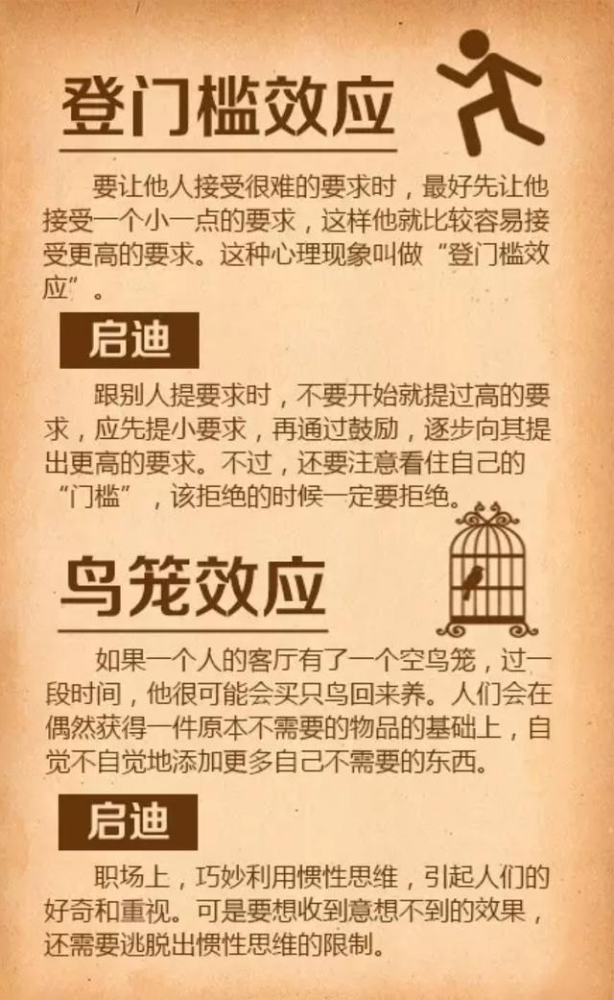 登门槛效应
要让他人接受很难的要求时，最好先让他
接受一个小一点的要求，这样他就比较容易接
受更高的要求。这种心理现象叫做“登门槛效
应”。
启迪
跟别人提要求时，不要开始就提过高的要
求，应先提小要求，再通过鼓励，逐步向其提
出更高的要求。不过，还要注意看住自己的
“门槛”，该拒绝的时候一定要拒绝。
鸟笼效应
如果一个人的客厅有了一个空鸟笼，过一
段时间，他很可能会买只鸟回来养。人们会在
偶然获得一件原本不需要的物品的基础上，自
觉不自觉地添加更多自己不需要的东西。
启迪
职场上，巧妙利用惯性思维，引起人们的
好奇和重视。可是要想收到意想不到的效果，
还需要逃脱出惯性思维的限制。